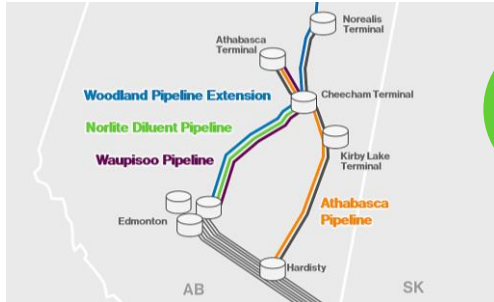 Norealis
Terminal
Athabasca
Terminal
Woodland Pipeline Extension
Cheecham Terminal
Norlite Diluent Pipeline
Waupisoo Pipeline
Kirby Lake
Terminal
Athabasca
Pipeline
Edmonton
Hardisty
AB
SK